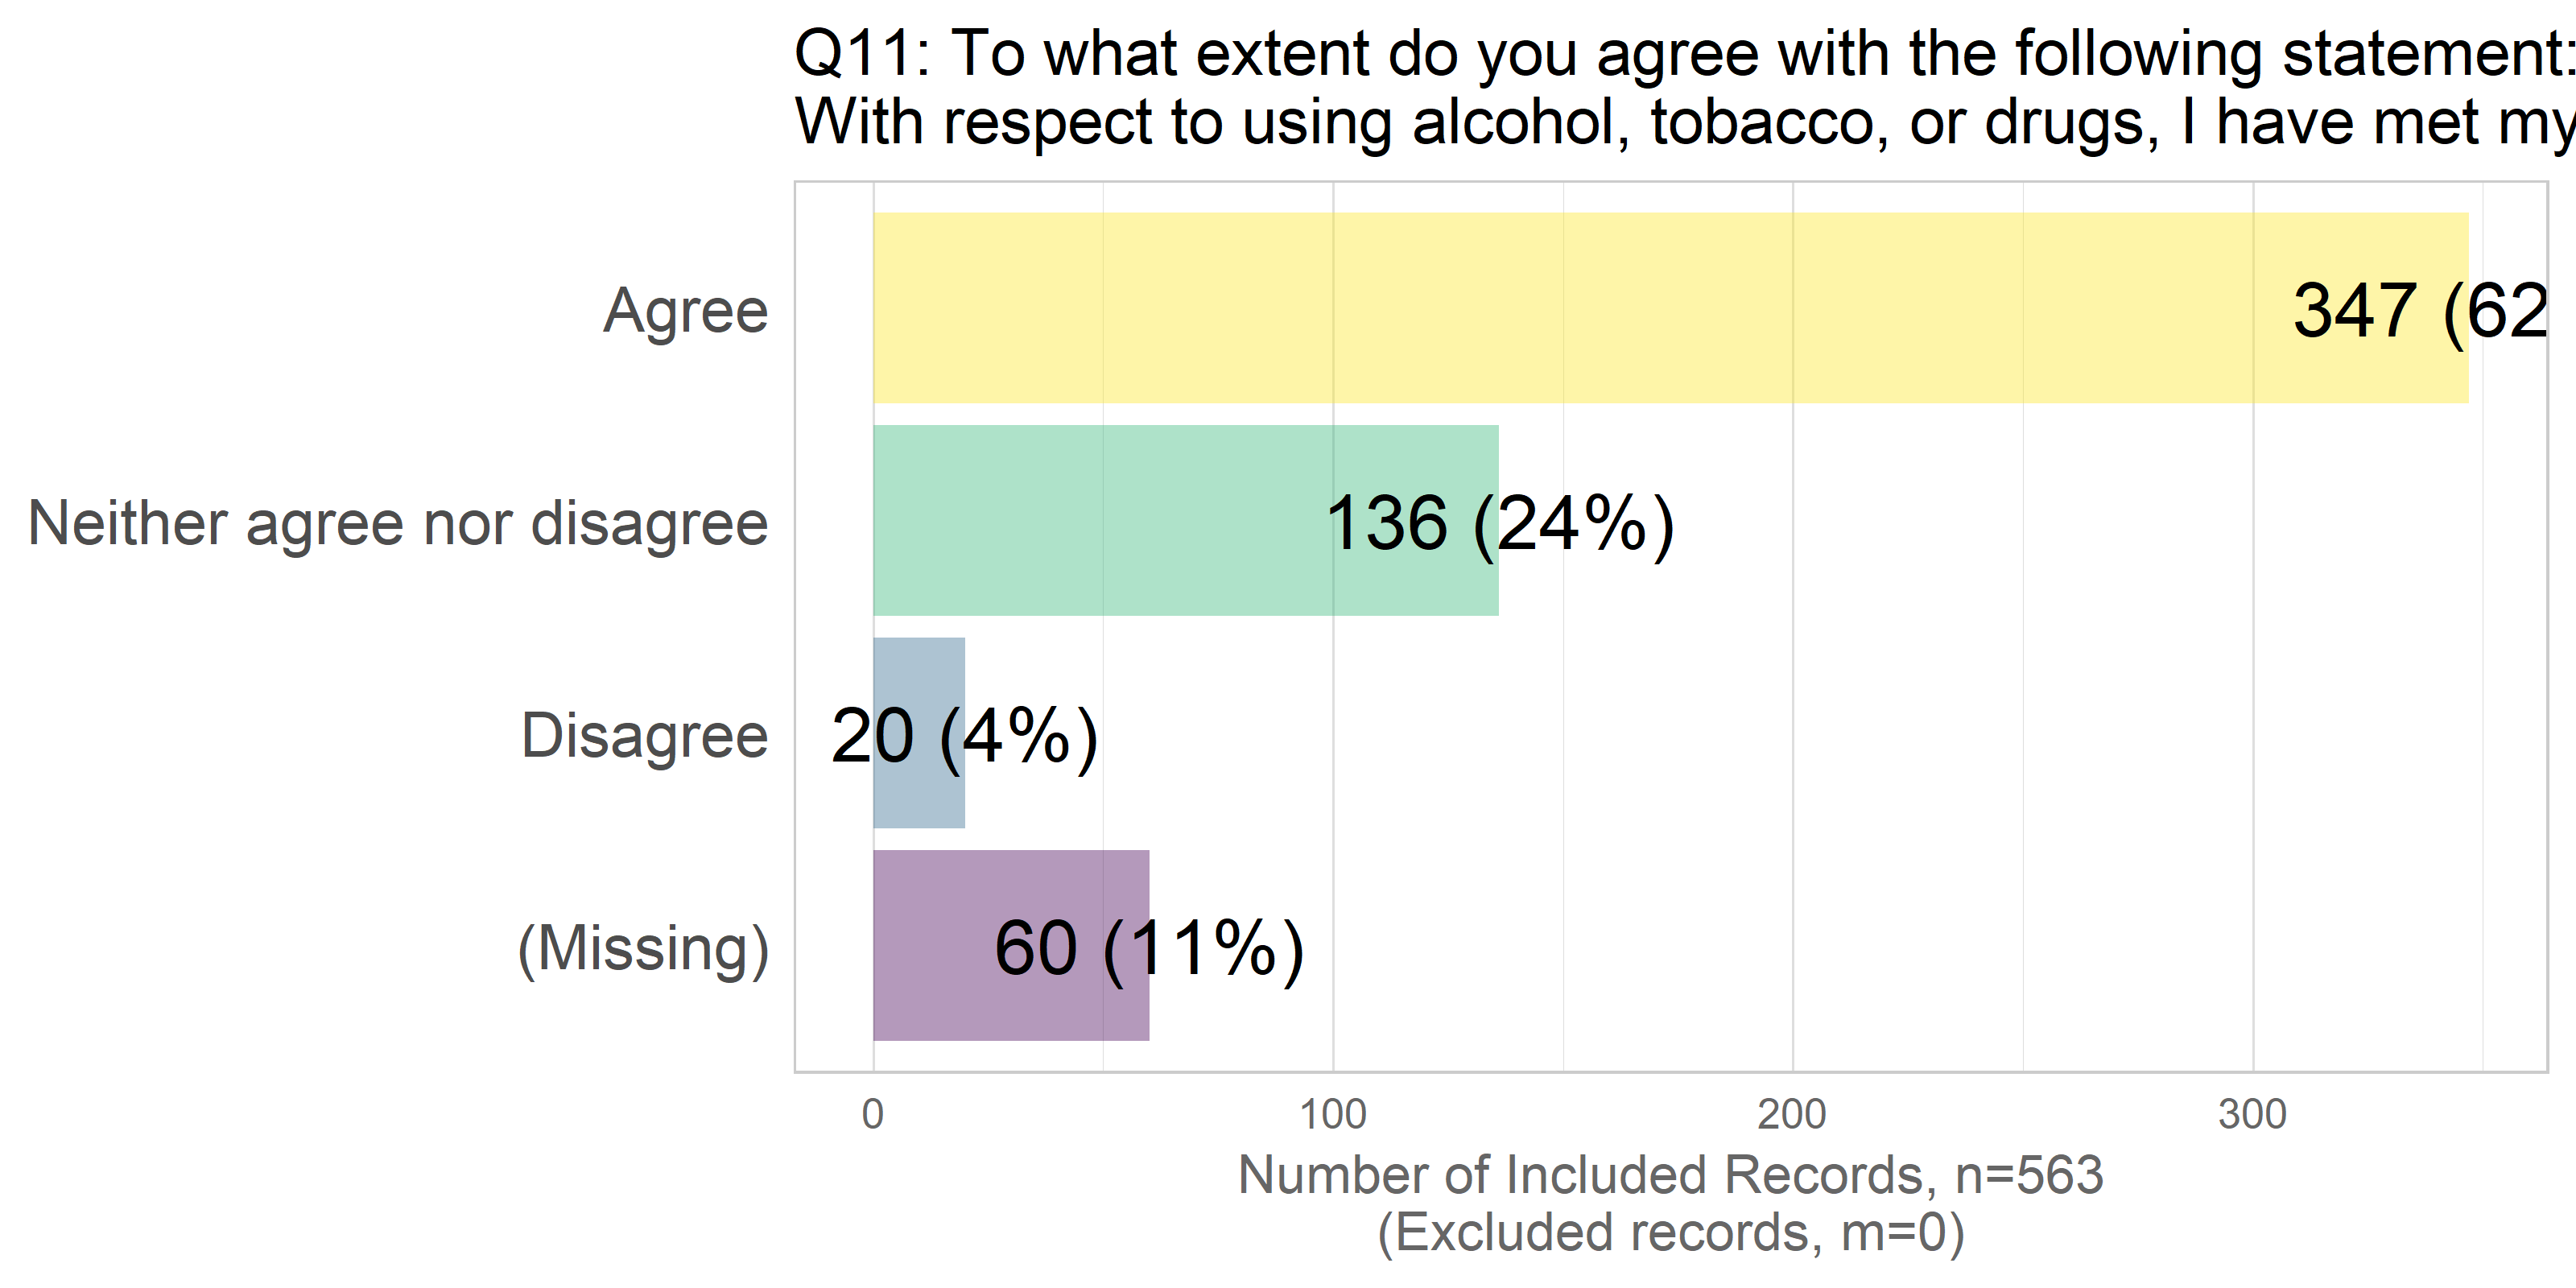 Q11: To what extent do you agree with the following statement:
With respect to using alcohol, tobacco, or drugs, I have met my
Agree
347 (62
Neither agree nor disagree
136 (24%)
Disagree
20 (4%)
(Missing)
60 (11%)
0 100 200 300
Number of Included Records, n=563
(Excluded records, m=0)